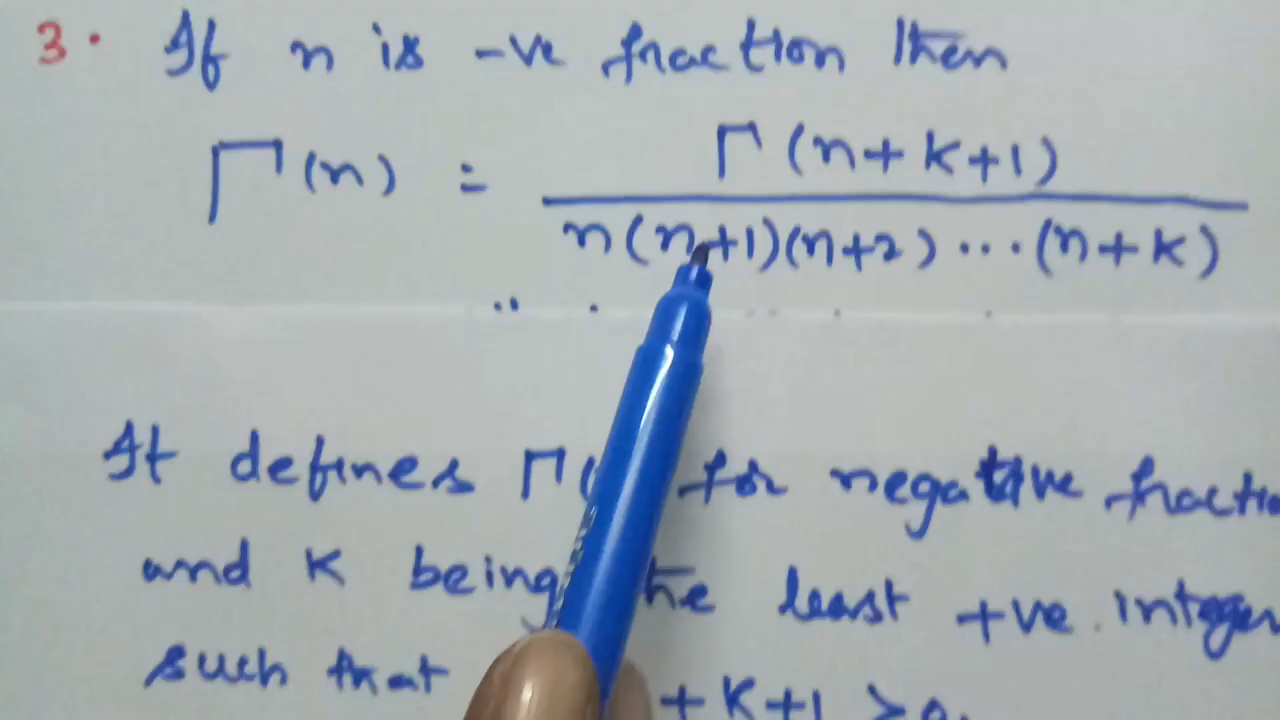 3. If n is -ve fraction then
Γ(n) = Γ(n+k+1)
n(n+1)(n+2)...(n+k)
It defines Γ( for negative fractio
and k being the least +ve integer
such that +k+1 >0.